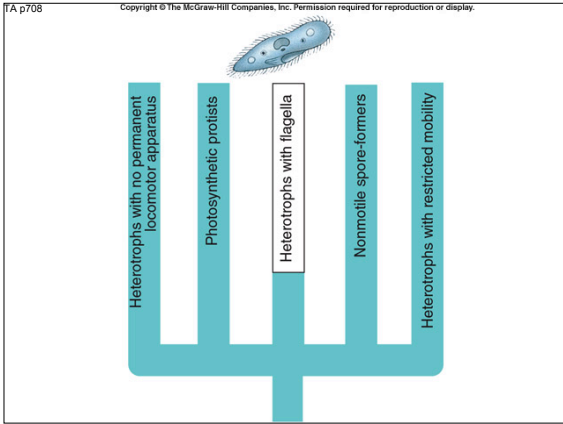 TA p708
Copyright © The McGraw-Hill Companies, Inc. Permission required for reproduction or display.
Heterotrophs with no permanent
locomotor apparatus
Photosynthetic protists
Heterotrophs with flagella
Nonmotile spore-formers
Heterotrophs with restricted mobility